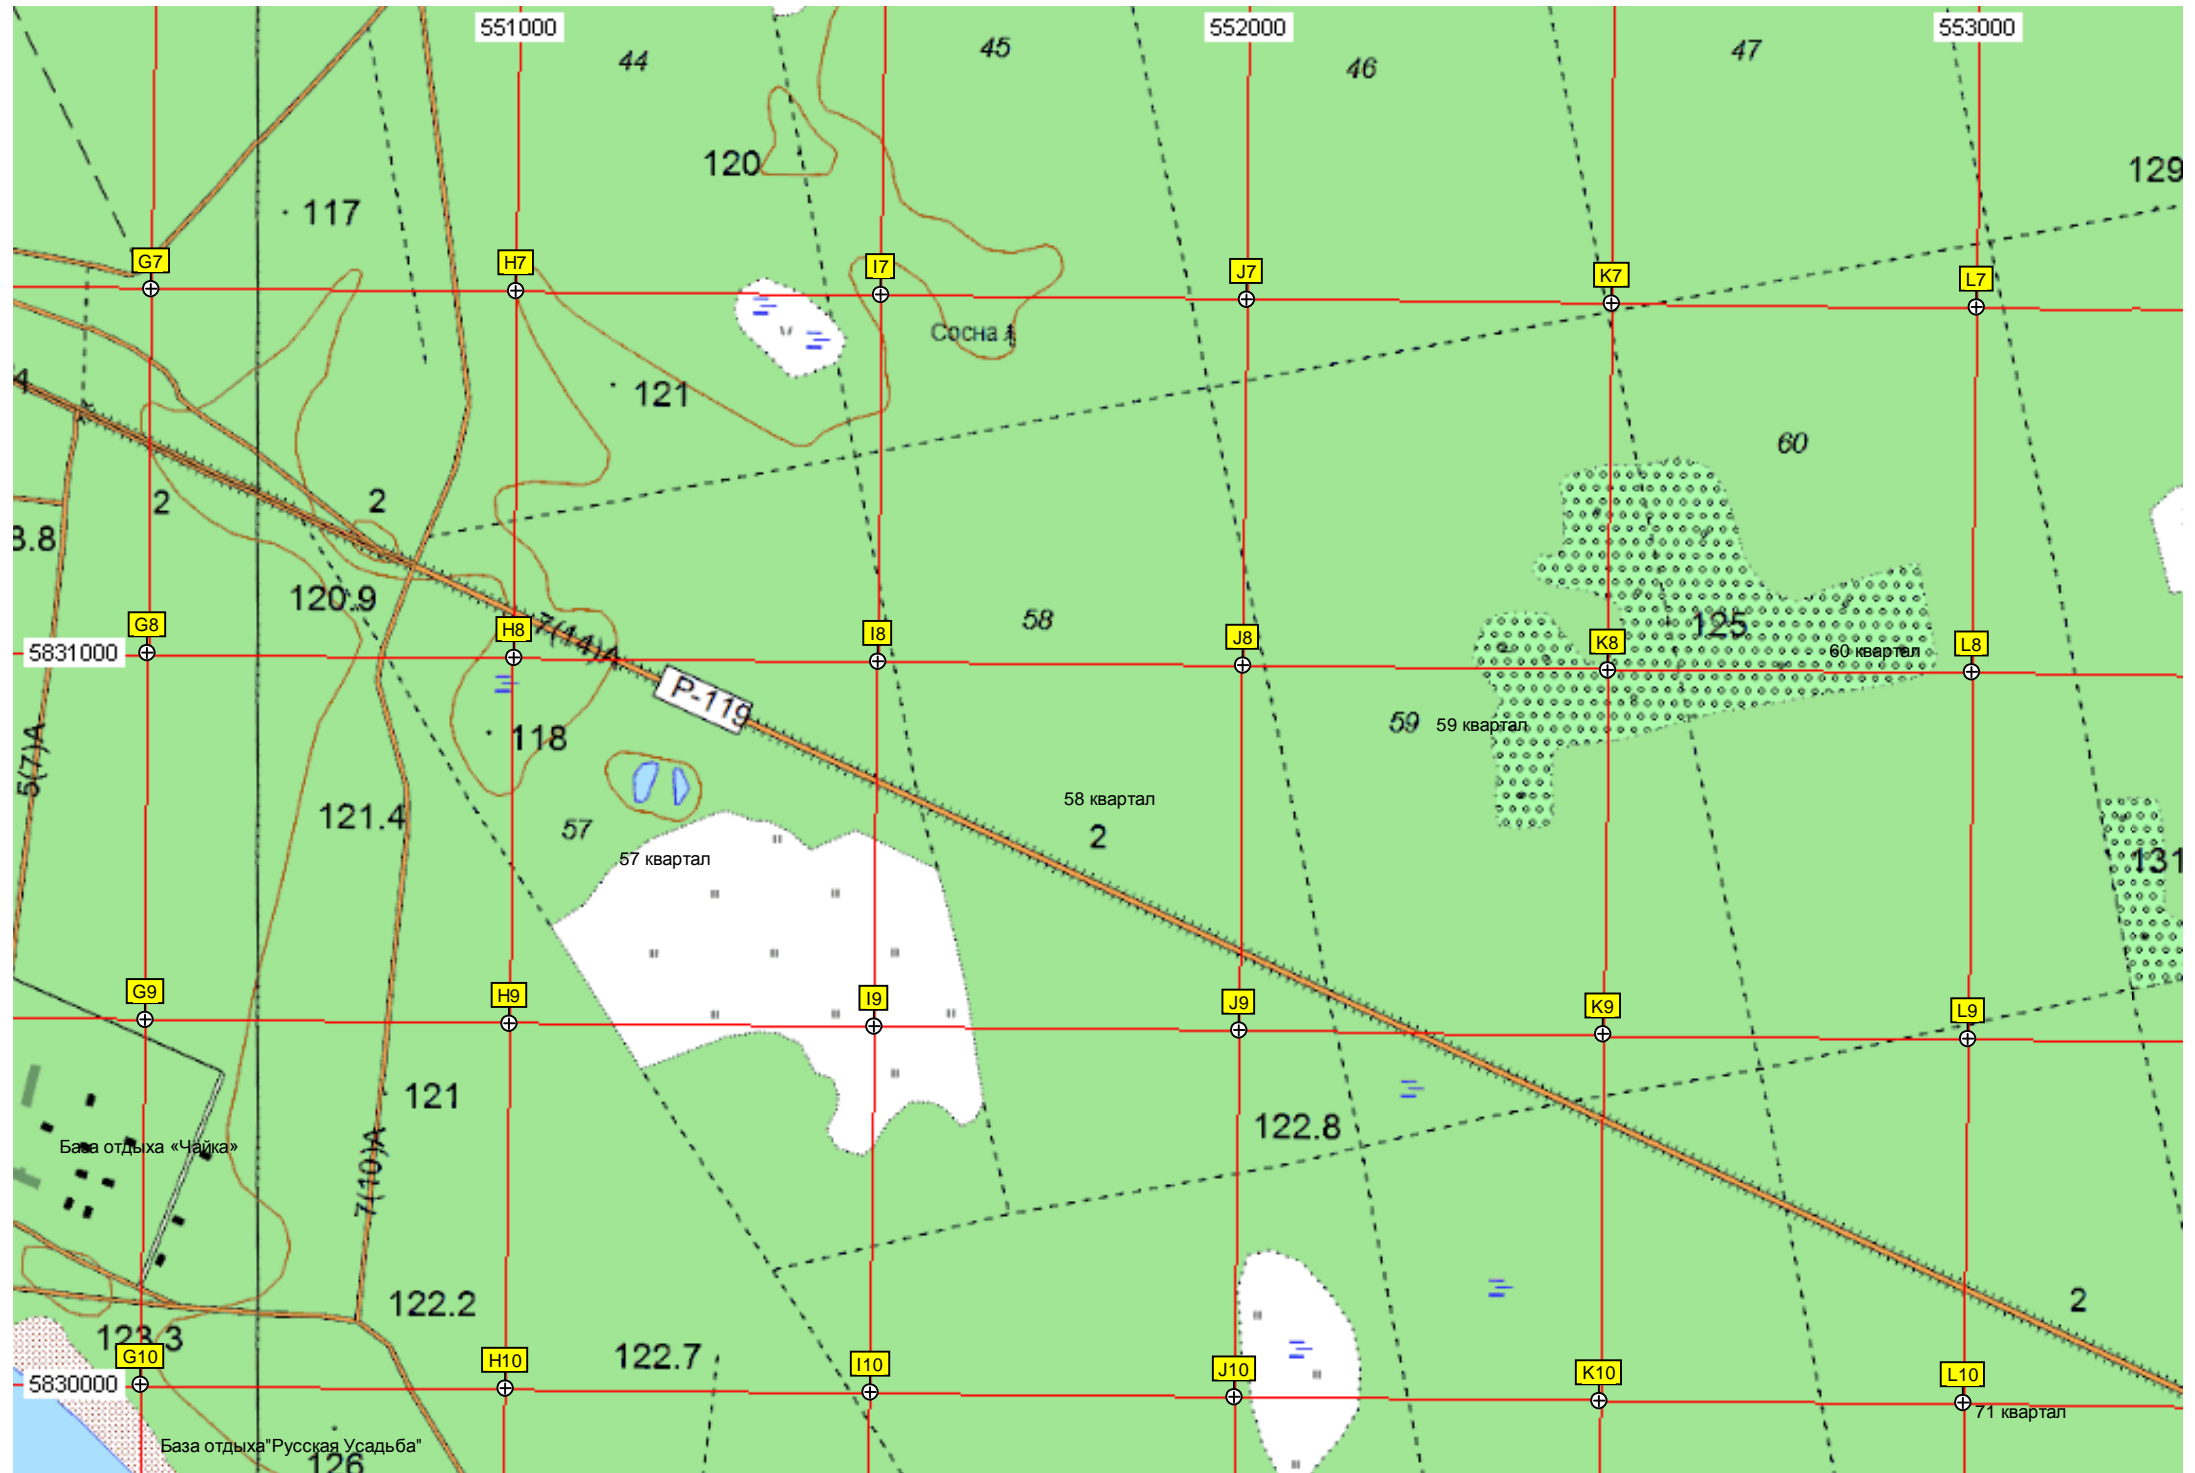 551000
552000
553000
44
45
46
47
120
129
117
G7
H7
I7
J7
K7
L7
Сосна
121
4
60
2
2
3.8
120.9
58
125
G8
H8
7(14)А
I8
J8
K8
60 квартал
L8
5831000
Р-119
59
59 квартал
118
5(7)А
121.4
57
57 квартал
58 квартал
2
131
G9
H9
I9
J9
K9
L9
121
122.8
База отдыха «Чайка»
7(10)А
122.2
2
123.3
122.7
G10
H10
I10
J10
K10
L10
5830000
71 квартал
База отдыха"Русская Усадьба"
126